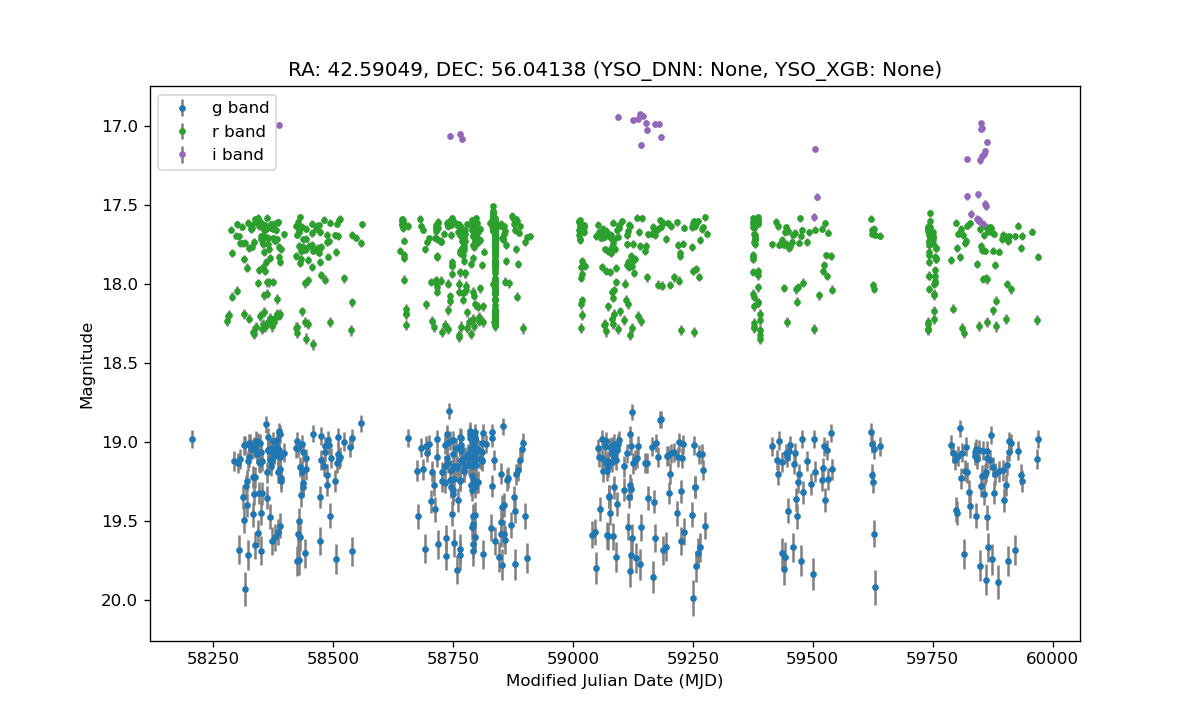 RA: 42.59049, DEC: 56.04138 (YSO_DNN: None, YSO_XGB: None)
g band
r band
i band
17.0
17.5
18.0
18.5
19.0
19.5
20.0
Magnitude
58250 58500 58750 59000 59250 59500 59750 60000
Modified Julian Date (MJD)